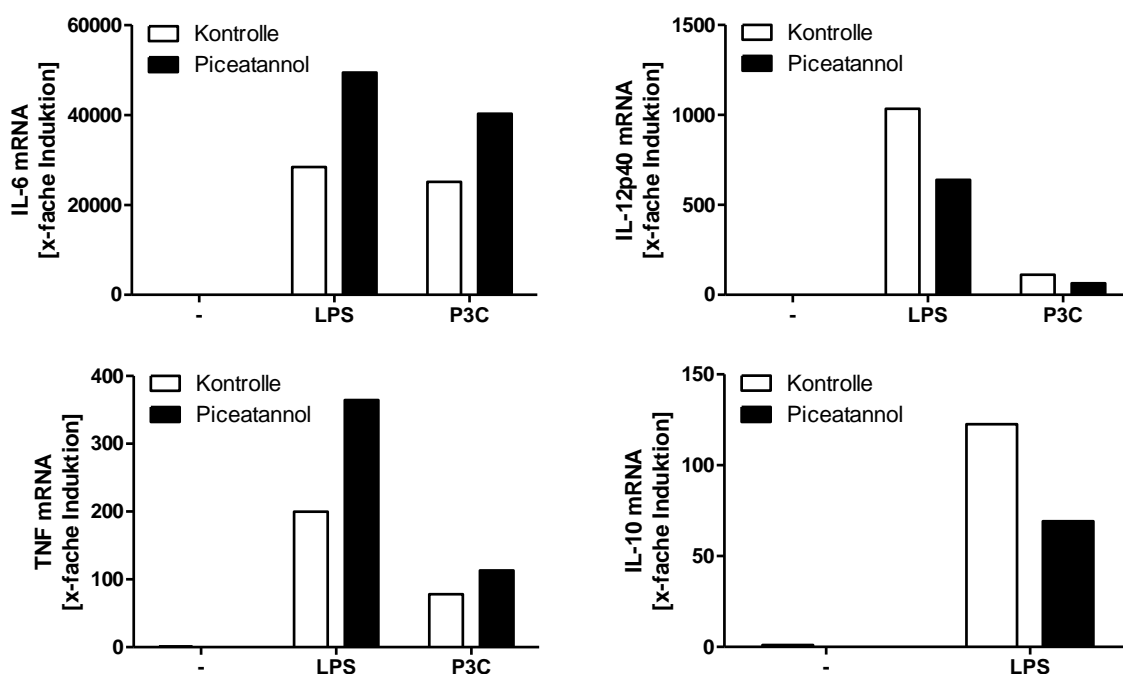 IL-6 mRNA
[x-fache Induktion]
60000
40000
20000
0
Kontrolle
Piceatannol
-
LPS
P3C
IL-12p40 mRNA
[x-fache Induktion]
1500
1000
500
0
Kontrolle
Piceatannol
-
LPS
P3C
TNF mRNA
[x-fache Induktion]
400
300
200
100
0
Kontrolle
Piceatannol
-
LPS
P3C
IL-10 mRNA
[x-fache Induktion]
150
100
50
0
Kontrolle
Piceatannol
-
LPS